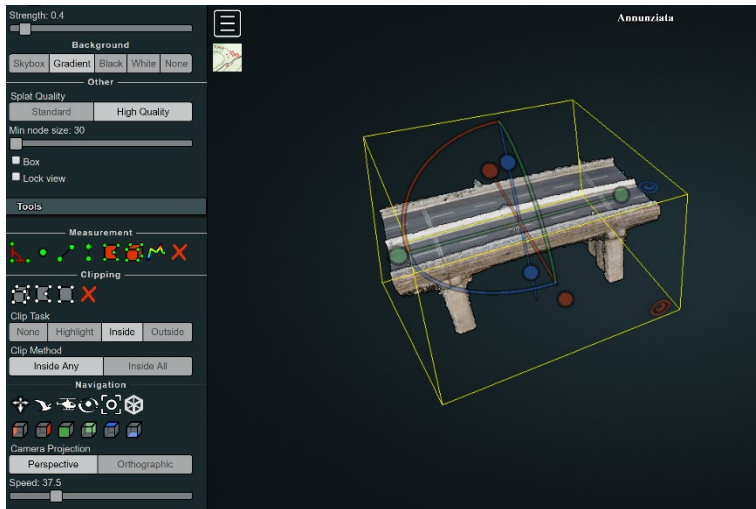 Strength: 0.4
Annunziata
Background
Skybox Gradient Black White None
Other
Splat Quality
Standard High Quality
Min node size: 30
Box
Lock view
Tools
Measurement
Clipping
Clip Task
None Highlight Inside Outside
Clip Method
Inside Any Inside All
Navigation
Camera Projection
Perspective Orthographic
Speed: 37.5